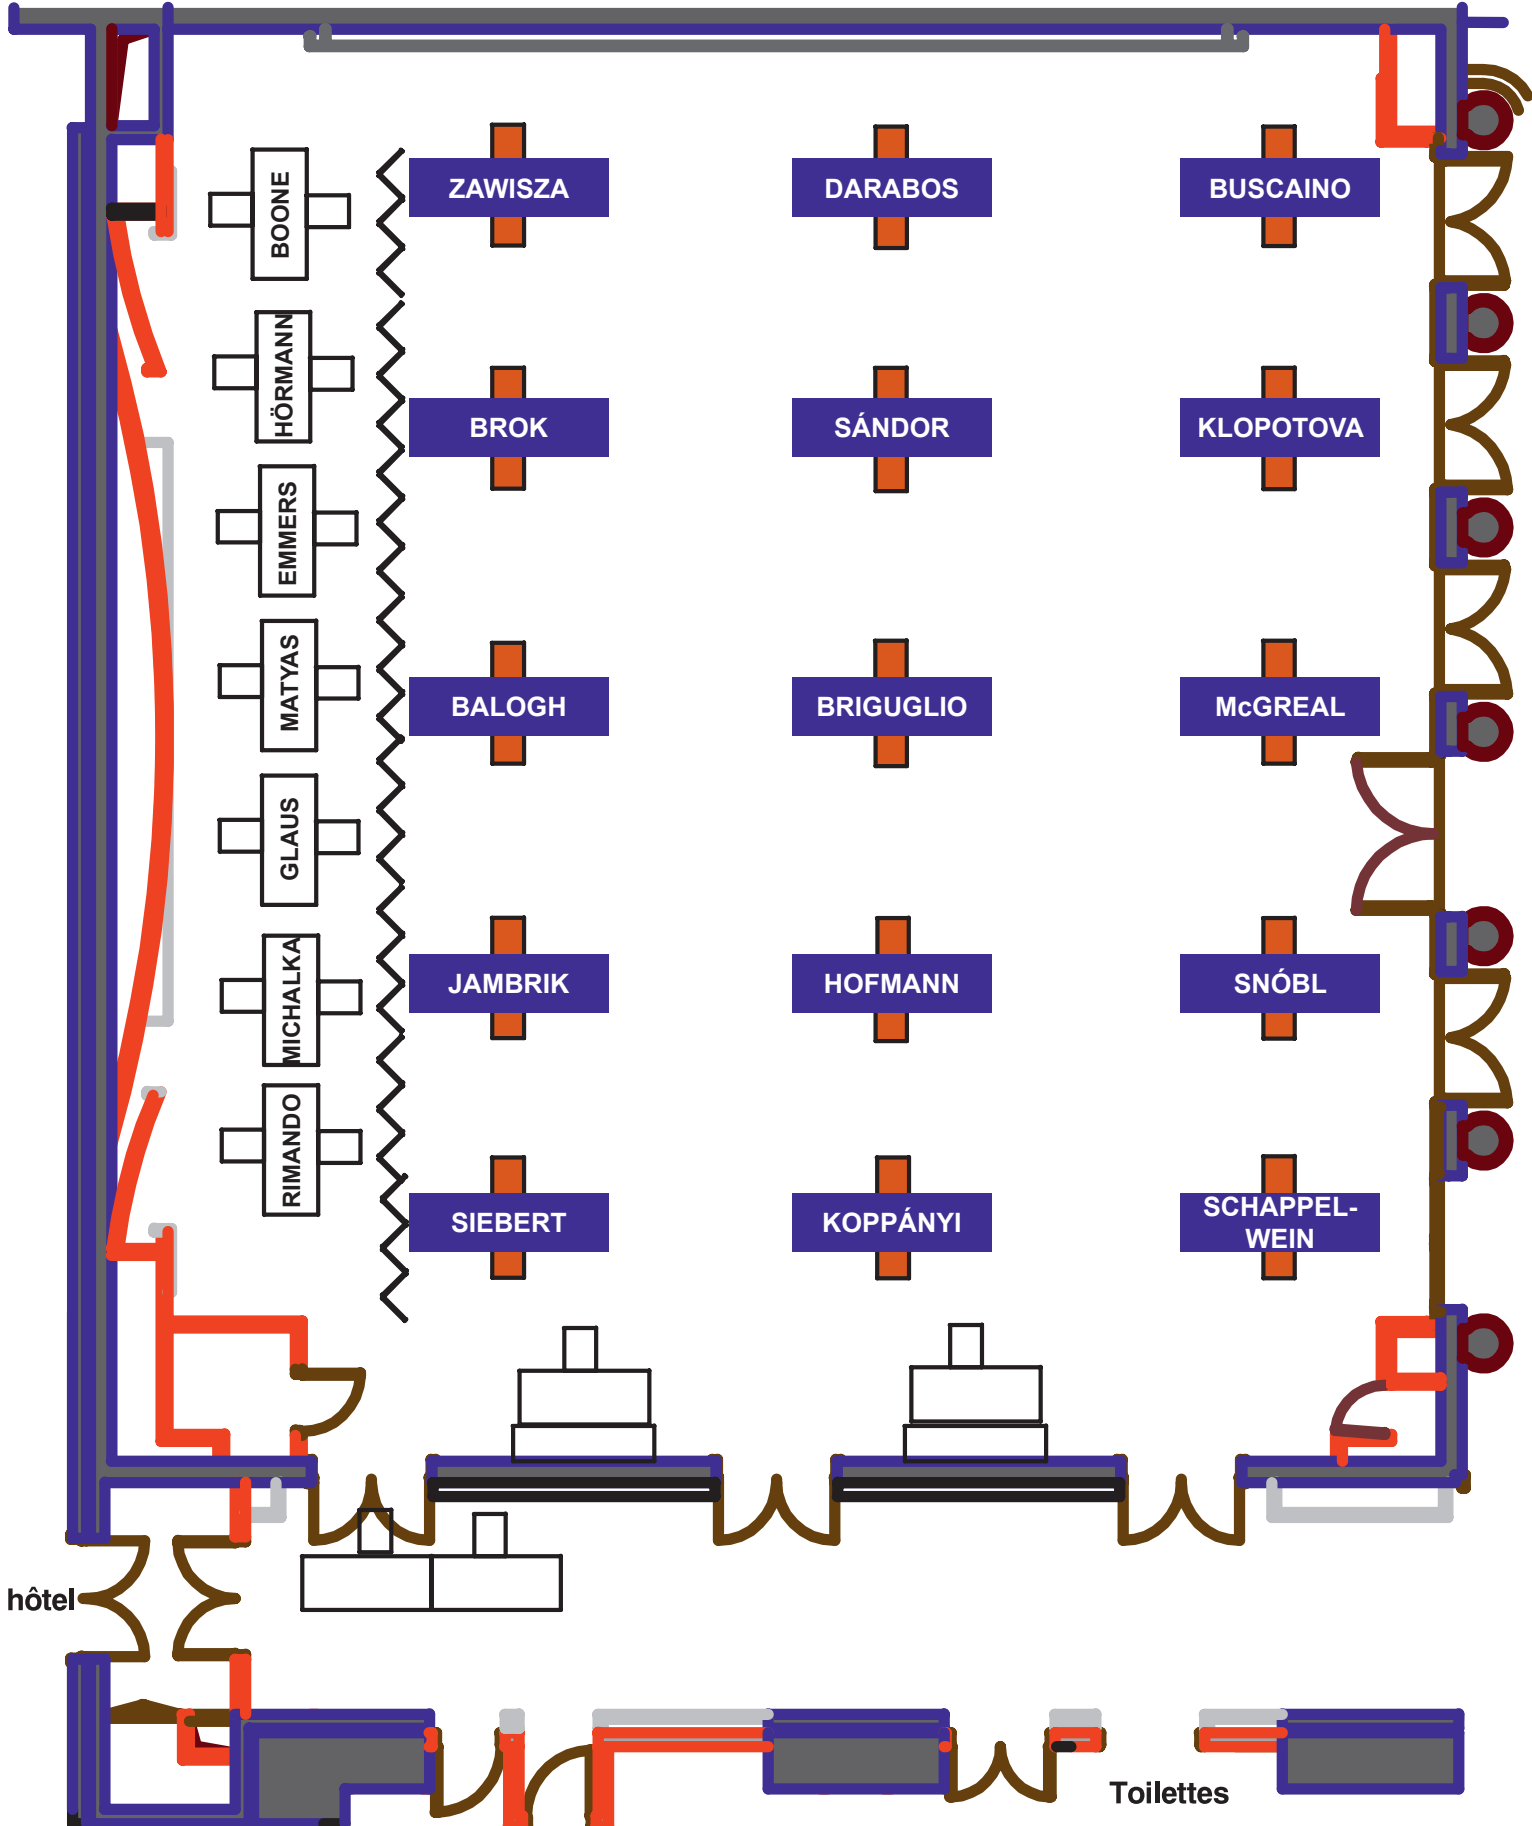 BOONE
ZAWISZA
DARABOS
BUSCAINO
HÖRMANN
BROK
SÁNDOR
KLOPOTOVA
EMMERS
MATYAS
BALOGH
BRIGUGLIO
McGREAL
GLAUS
MICHALKA
JAMBRIK
HOFMANN
SNÓBL
RIMANDO
SIEBERT
KOPPÁNYI
SCHAPPEL-
WEIN
hôtel
Toilettes